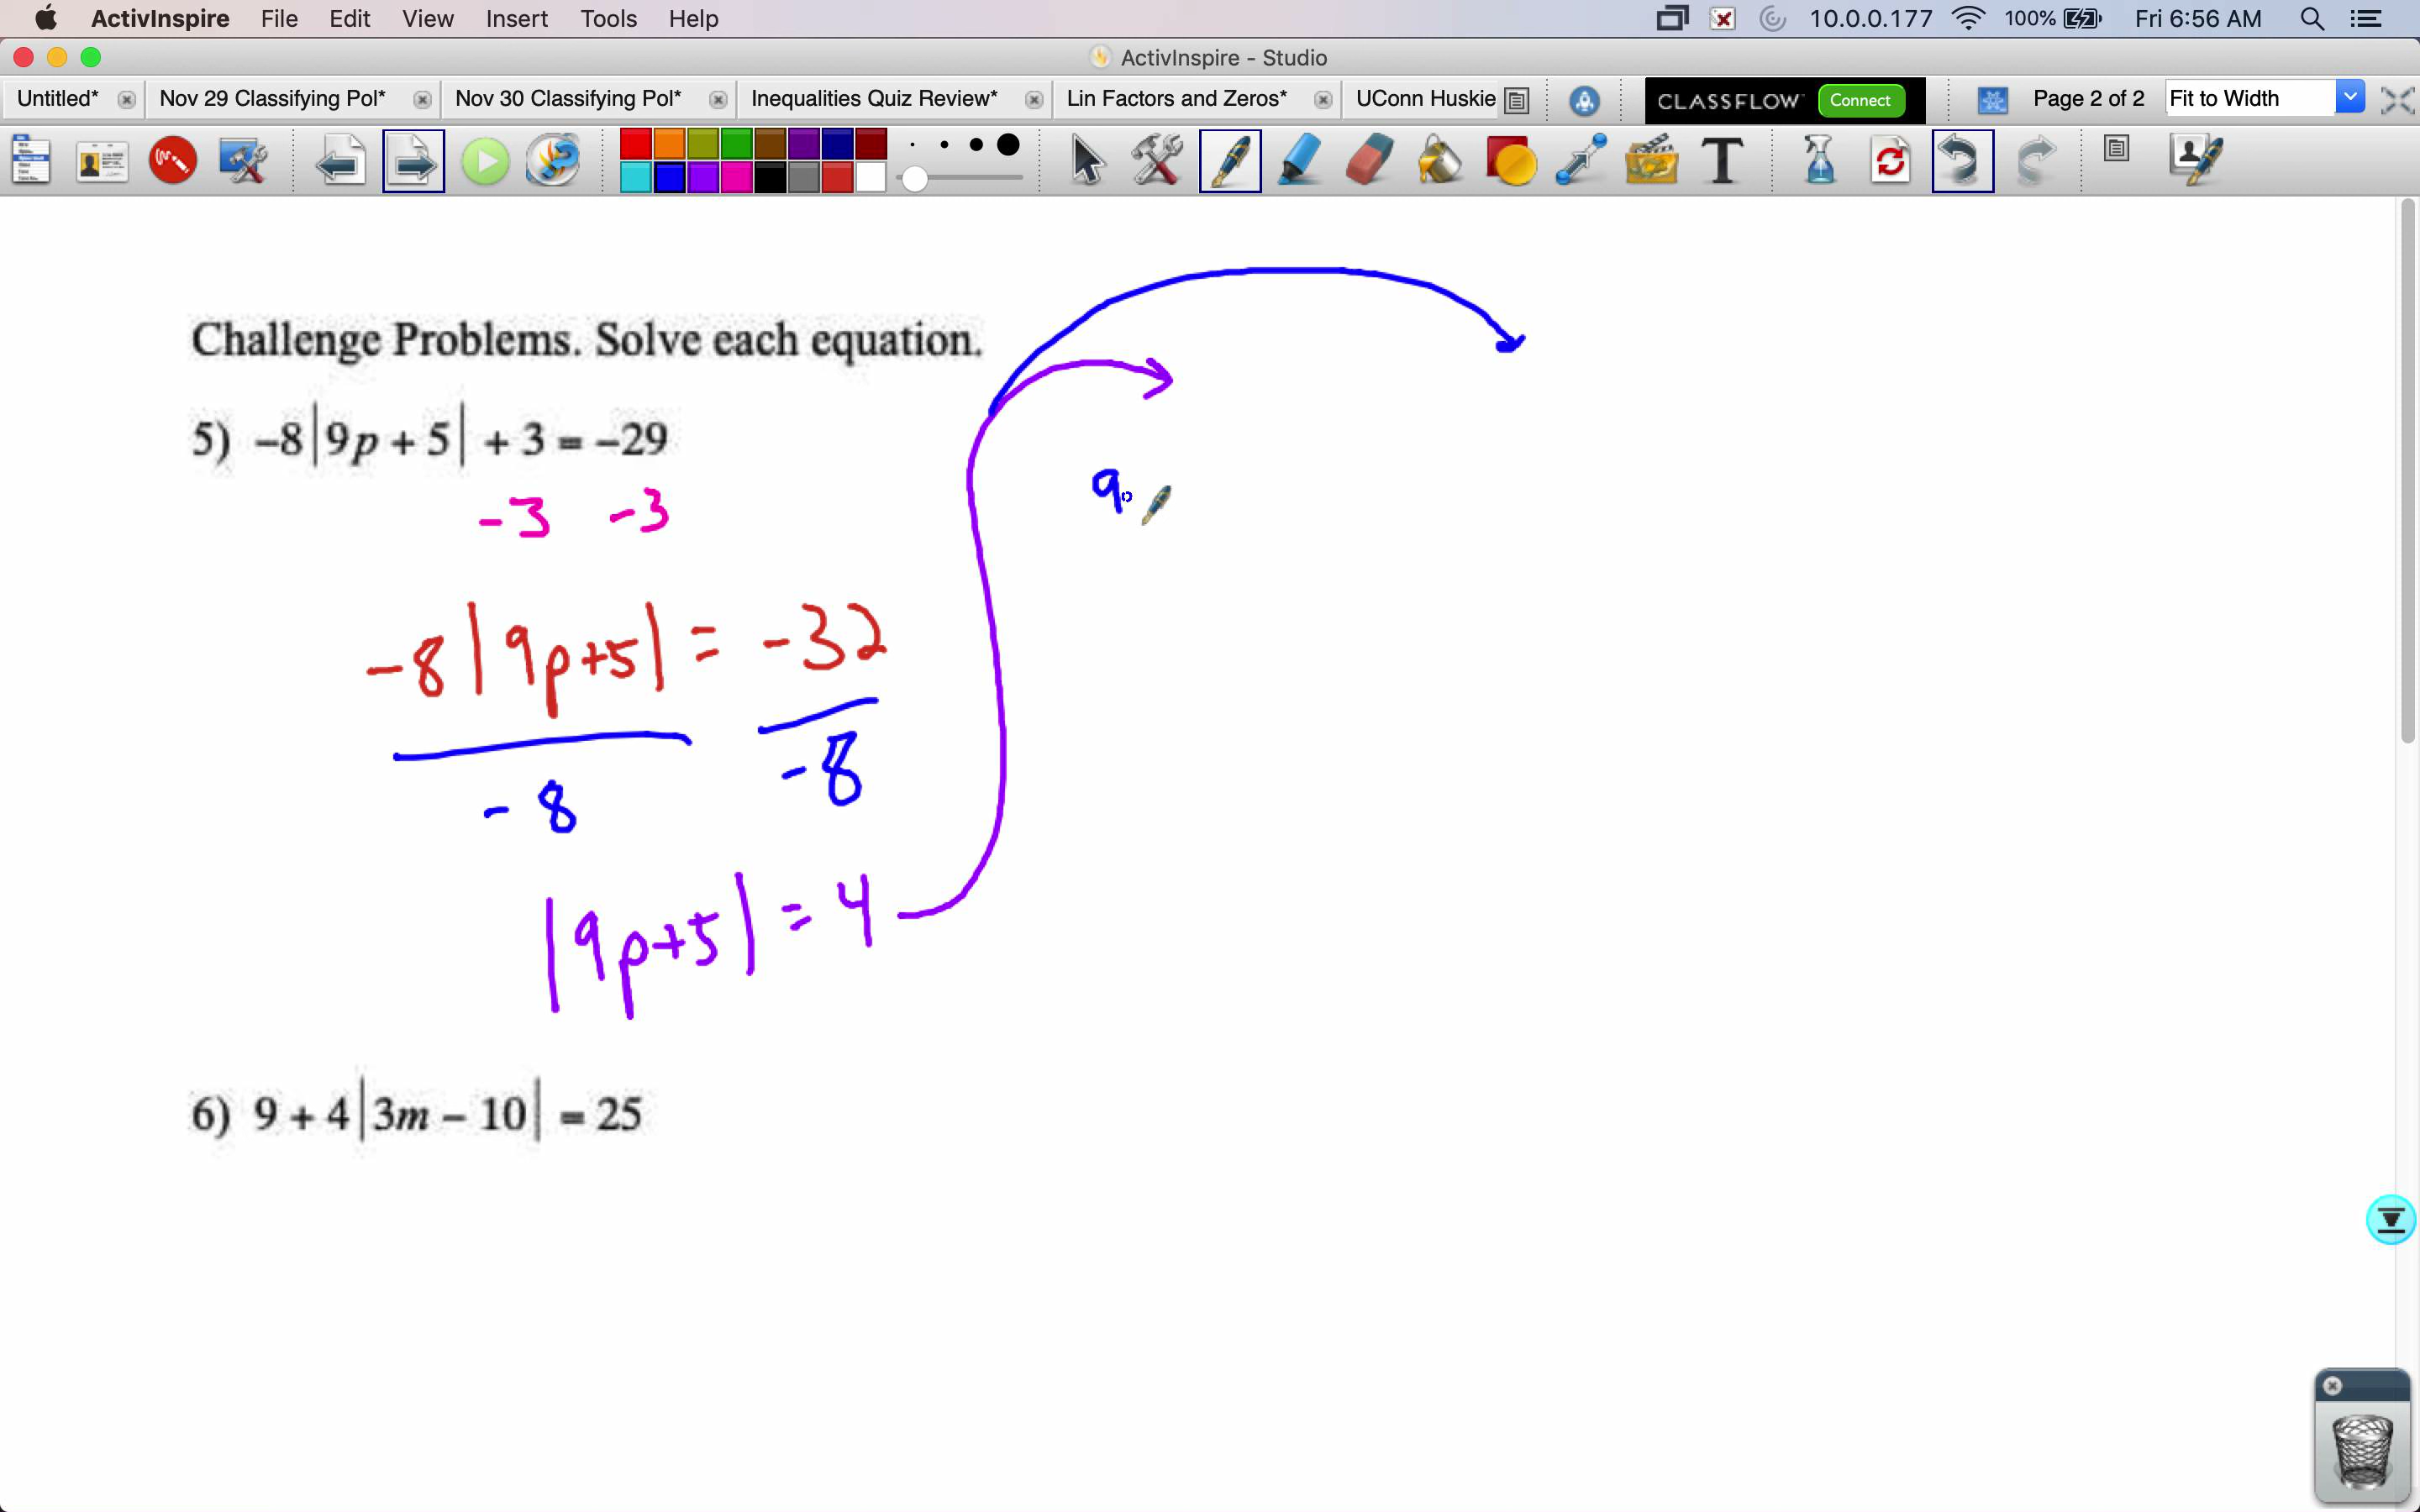 ActivInspire File Edit View Insert Tools Help 10.0.0.177 100% Fri 6:56 AM
ActivInspire - Studio
Untitled* Nov 29 Classifying Pol* Nov 30 Classifying Pol* Inequalities Quiz Review* Lin Factors and Zeros* UConn Huskie CLASSFLOW Connect Page 2 of 2 Fit to Width
T
Challenge Problems. Solve each equation.
5) -8|9p + 5| + 3 = -29
-3 -3
9
-8|9p+5| = -32
-8 -8
|9p+5| = 4
6) 9 + 4|3m - 10| = 25